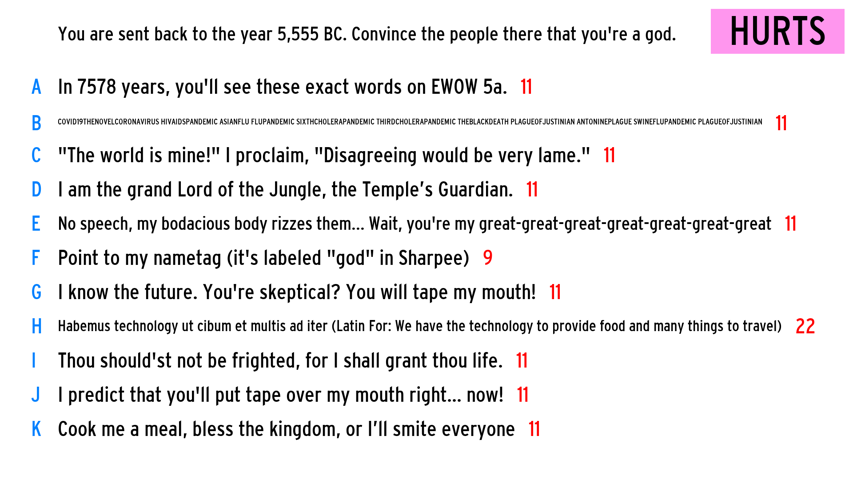 You are sent back to the year 5,555 BC. Convince the people there that you're a god.
HURTS
A In 7578 years, you'll see these exact words on EWOW 5a. 11
B COVID19THENOVELCORONAVIRUS HIVAIDSPANDEMIC ASIANFLU FLUPANDEMIC SIXTHCHOLERAPANDEMIC THIRDCHOLERAPANDEMIC THEBLACKDEATH PLAGUEOFJUSTINIAN ANTONINEPLAGUE SWINEFLUPANDEMIC PLAGUEOFJUSTINIAN 11
C "The world is mine!" I proclaim, "Disagreeing would be very lame." 11
D I am the grand Lord of the Jungle, the Temple’s Guardian. 11
E No speech, my bodacious body rizzes them... Wait, you're my great-great-great-great-great-great-great 11
F Point to my nametag (it's labeled "god" in Sharpee) 9
G I know the future. You're skeptical? You will tape my mouth! 11
H Habemus technology ut cibum et multis ad iter (Latin For: We have the technology to provide food and many things to travel) 22
I Thou should'st not be frighted, for I shall grant thou life. 11
J I predict that you'll put tape over my mouth right... now! 11
K Cook me a meal, bless the kingdom, or I’ll smite everyone 11